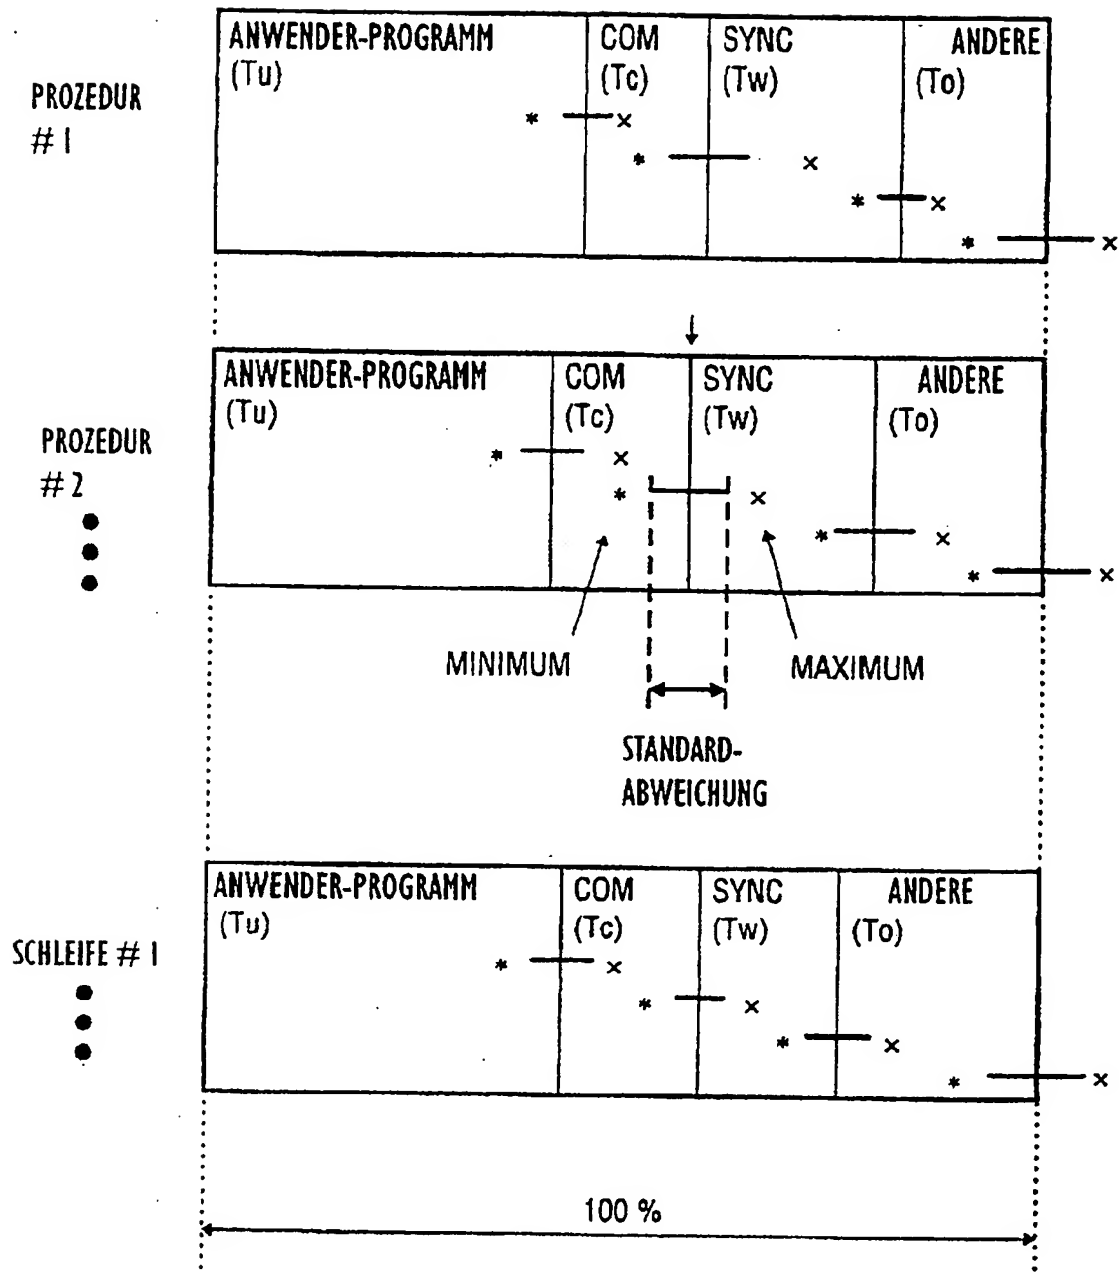 ANWENDER-PROGRAMM COM SYNC ANDERE
(Tu) (Tc) (Tw) (To)
PROZEDUR
# 1
* x
* x
* x
* x
ANWENDER-PROGRAMM COM SYNC ANDERE
(Tu) (Tc) (Tw) (To)
PROZEDUR
# 2
* x
* x
* x
* x
MINIMUM MAXIMUM
STANDARD-
ABWEICHUNG
ANWENDER-PROGRAMM COM SYNC ANDERE
(Tu) (Tc) (Tw) (To)
SCHLEIFE # 1
* x
* x
* x
* x
100 %